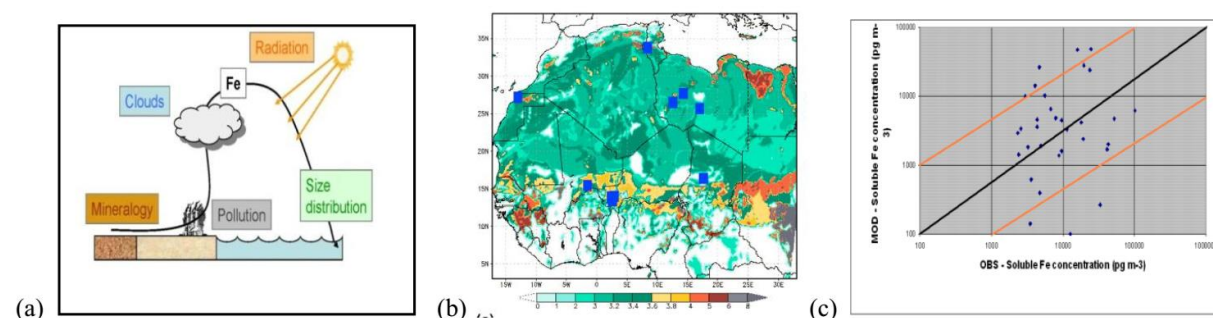 (a)
Radiation
Fe
Clouds
Size
distribution
Mineralogy
Pollution
(b)
35N
30N
25N
20N
15N
10N
5N
15W 10W 5W 0 5E 10E 15E 20E 25E 30E
0 1 2 3 3.2 3.4 3.6 3.8 4 5 6 8
(c)
MOD - Soluble Fe concentration (pg m-
3)
100000
10000
1000
100
100 1000 10000 100000 100000
OBS - Soluble Fe concentration (pg m-3)